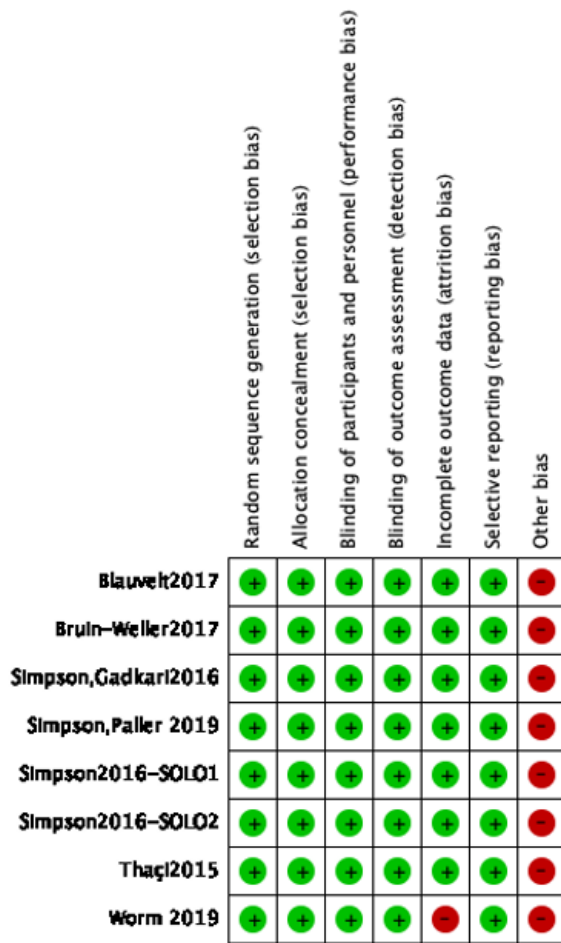 Random sequence generation (selection bias)
Allocation concealment (selection bias)
Blinding of participants and personnel (performance bias)
Blinding of outcome assessment (detection bias)
Incomplete outcome data (attrition bias)
Selective reporting (reporting bias)
Other bias
Blauvelt2017 + + + + + + -
Bruin-Weller2017 + + + + + + -
Simpson,Gadkari2016 + + + + + + -
Simpson,Paller 2019 + + + + + + -
Simpson2016-SOLO1 + + + + + + -
Simpson2016-SOLO2 + + + + + + -
Thaçi2015 + + + + + + -
Worm 2019 + + + + - + -